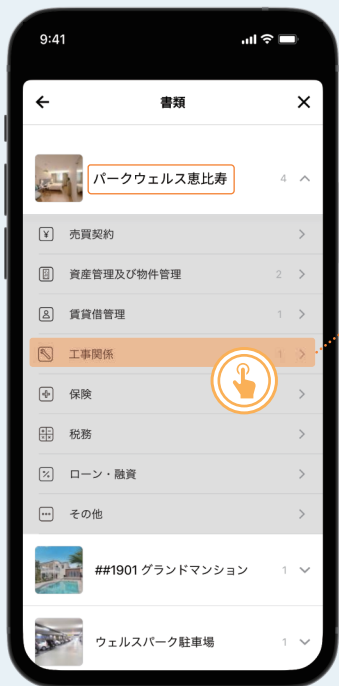 9:41
書類
パークウェルス恵比寿 4
売買契約
資産管理及び物件管理 2
賃貸借管理 1
工事関係 1
保険
税務
ローン・融資
その他
##1901 グランドマンション 1
ウェルスパーク駐車場 1